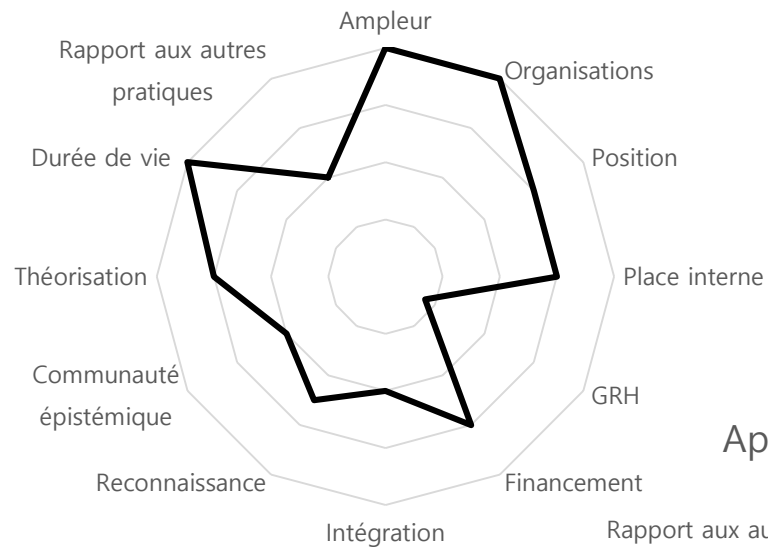 Ampleur
Rapport aux autres
pratiques
Organisations
Durée de vie
Position
Théorisation
Place interne
Communauté
épistémique
GRH
Ap
Reconnaissance
Financement
Intégration
Rapport aux au